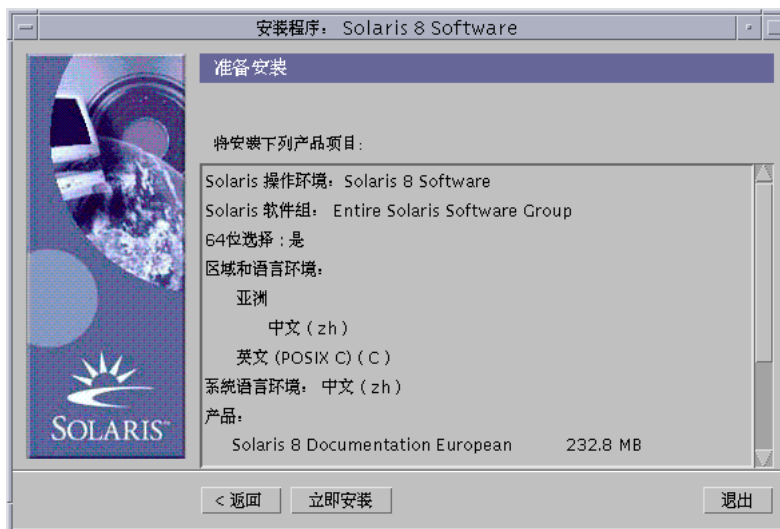 安装程序： Solaris 8 Software
准备安装
将安装下列产品项目:
Solaris 操作环境：Solaris 8 Software
Solaris 软件组： Entire Solaris Software Group
64位选择 : 是
区域和语言环境：
亚洲
中文 ( zh )
英文 (POSIX C) ( C )
系统语言环境： 中文 ( zh )
产品：
Solaris 8 Documentation European 232.8 MB
SOLARIS™
< 返回 立即安装 退出